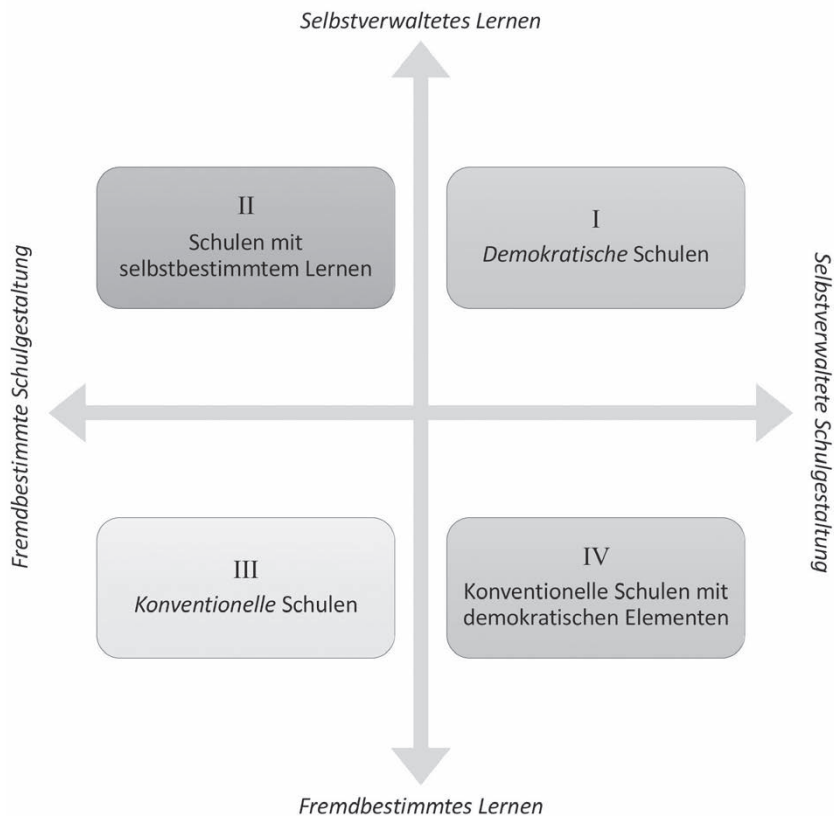 Selbstverwaltetes Lernen
II
Schulen mit
selbstbestimmtem Lernen
I
Demokratische Schulen
Fremdbestimmte Schulgestaltung
Selbstverwaltete Schulgestaltung
III
Konventionelle Schulen
IV
Konventionelle Schulen mit
demokratischen Elementen
Fremdbestimmtes Lernen